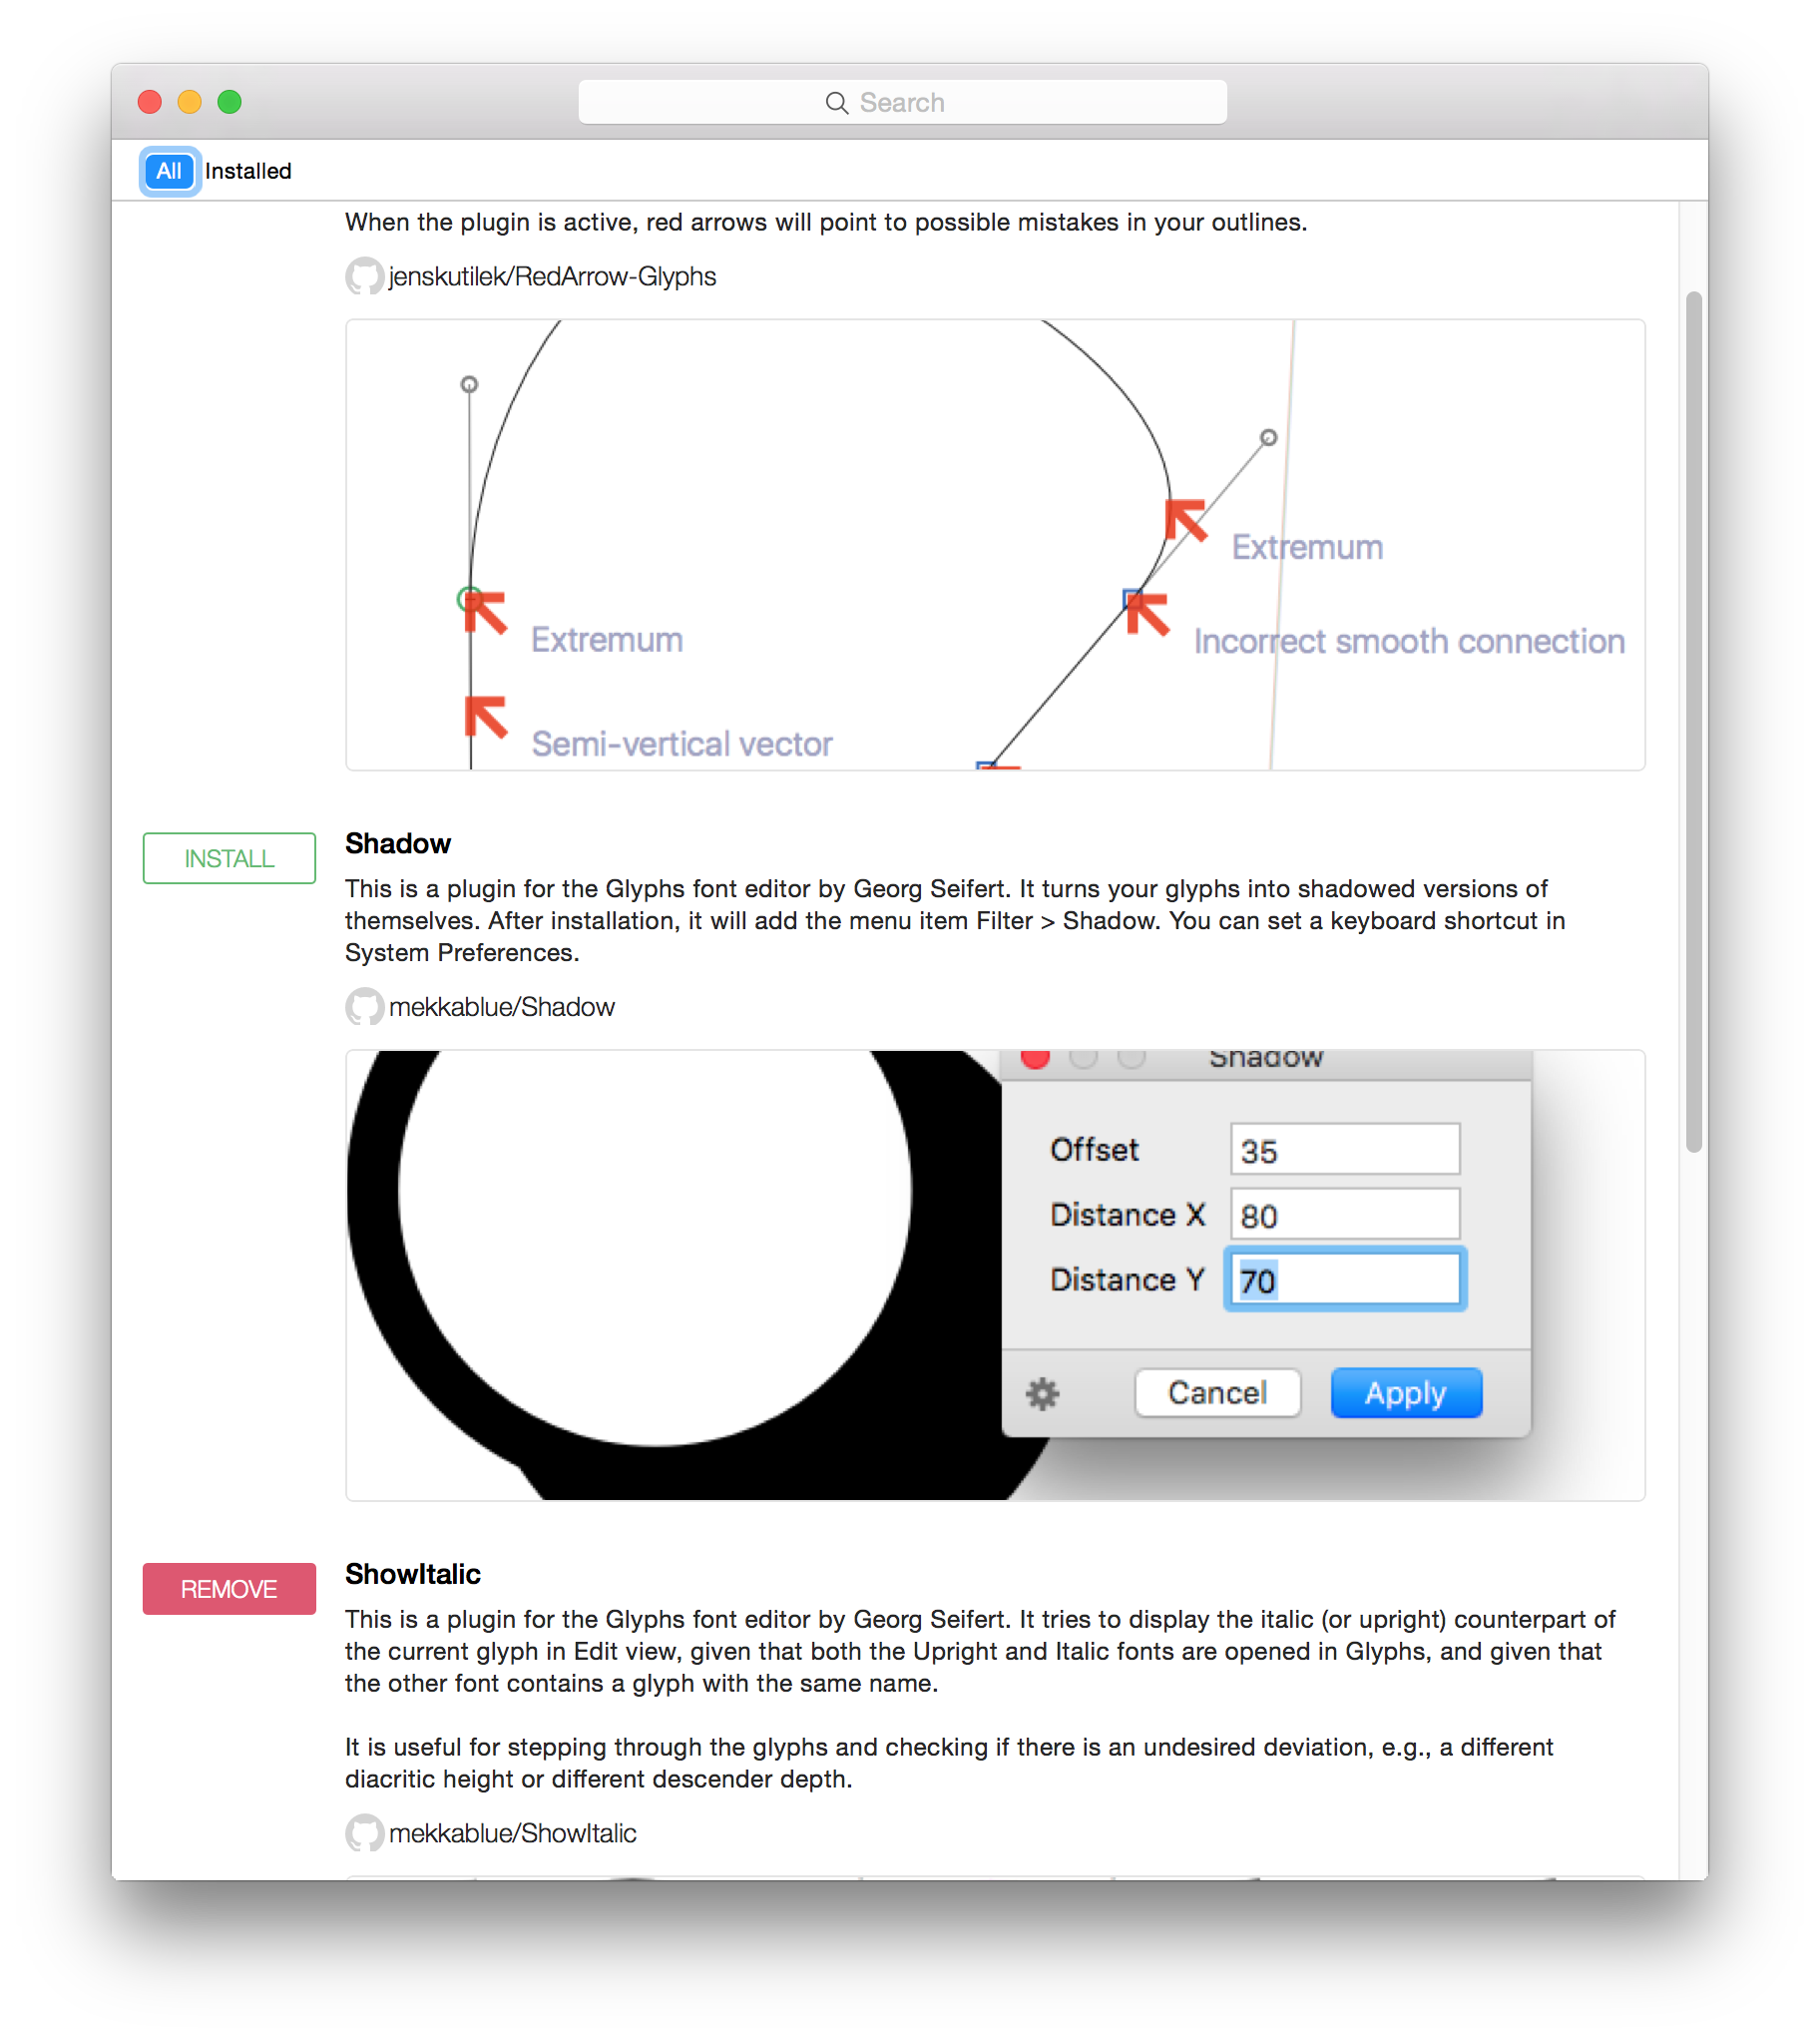 Search
All Installed
When the plugin is active, red arrows will point to possible mistakes in your outlines.
jenskutilek/RedArrow-Glyphs
Extremum
Extremum
Incorrect smooth connection
Semi-vertical vector
INSTALL
Shadow
This is a plugin for the Glyphs font editor by Georg Seifert. It turns your glyphs into shadowed versions of
themselves. After installation, it will add the menu item Filter > Shadow. You can set a keyboard shortcut in
System Preferences.
mekkablue/Shadow
Shadow
Offset 35
Distance X 80
Distance Y 70
Cancel Apply
REMOVE
ShowItalic
This is a plugin for the Glyphs font editor by Georg Seifert. It tries to display the italic (or upright) counterpart of
the current glyph in Edit view, given that both the Upright and Italic fonts are opened in Glyphs, and given that
the other font contains a glyph with the same name.
It is useful for stepping through the glyphs and checking if there is an undesired deviation, e.g., a different
diacritic height or different descender depth.
mekkablue/ShowItalic